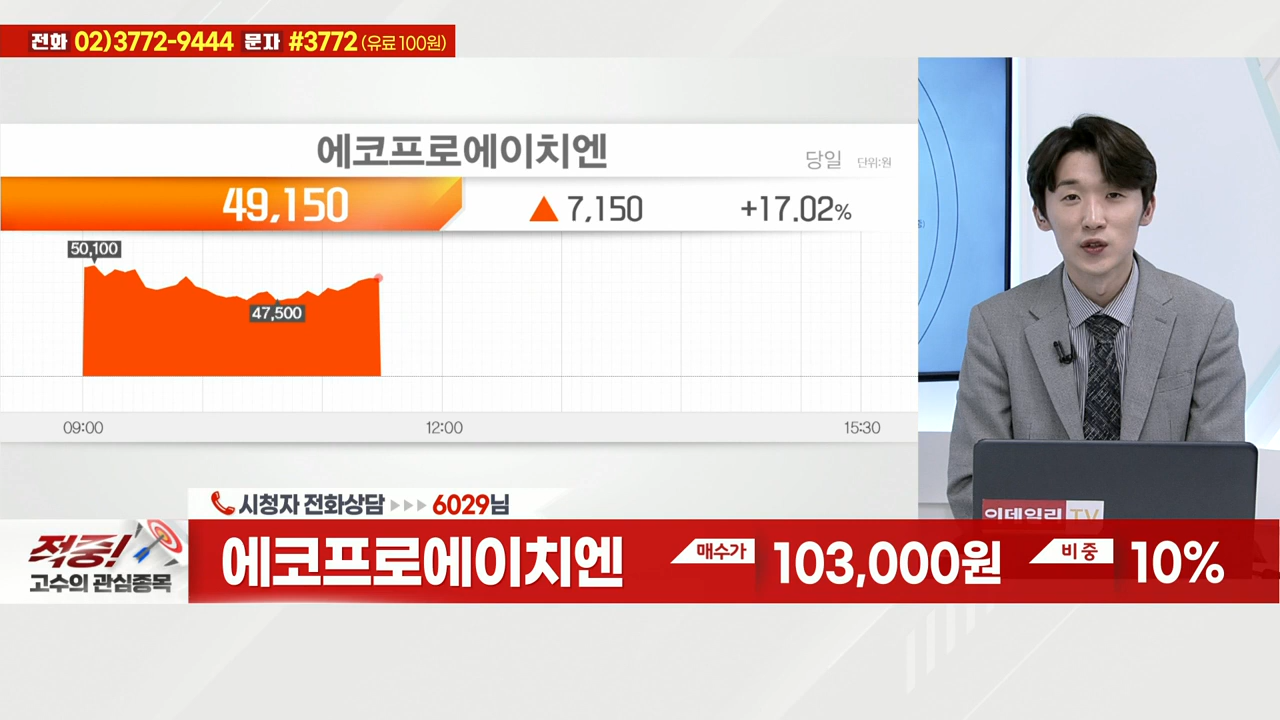 전화 02)3772-9444 문자 #3772 (유료 100원)
에코프로에이치엔
당일 단위:원
49,150 ▲ 7,150 +17.02%
50,100
47,500
09:00 12:00 15:30
시청자 전화상담 ▶▶▶ 6029님
적중!
고수의 관심종목
에코프로에이치엔 매수가 103,000원 비중 10%
이데일리 TV